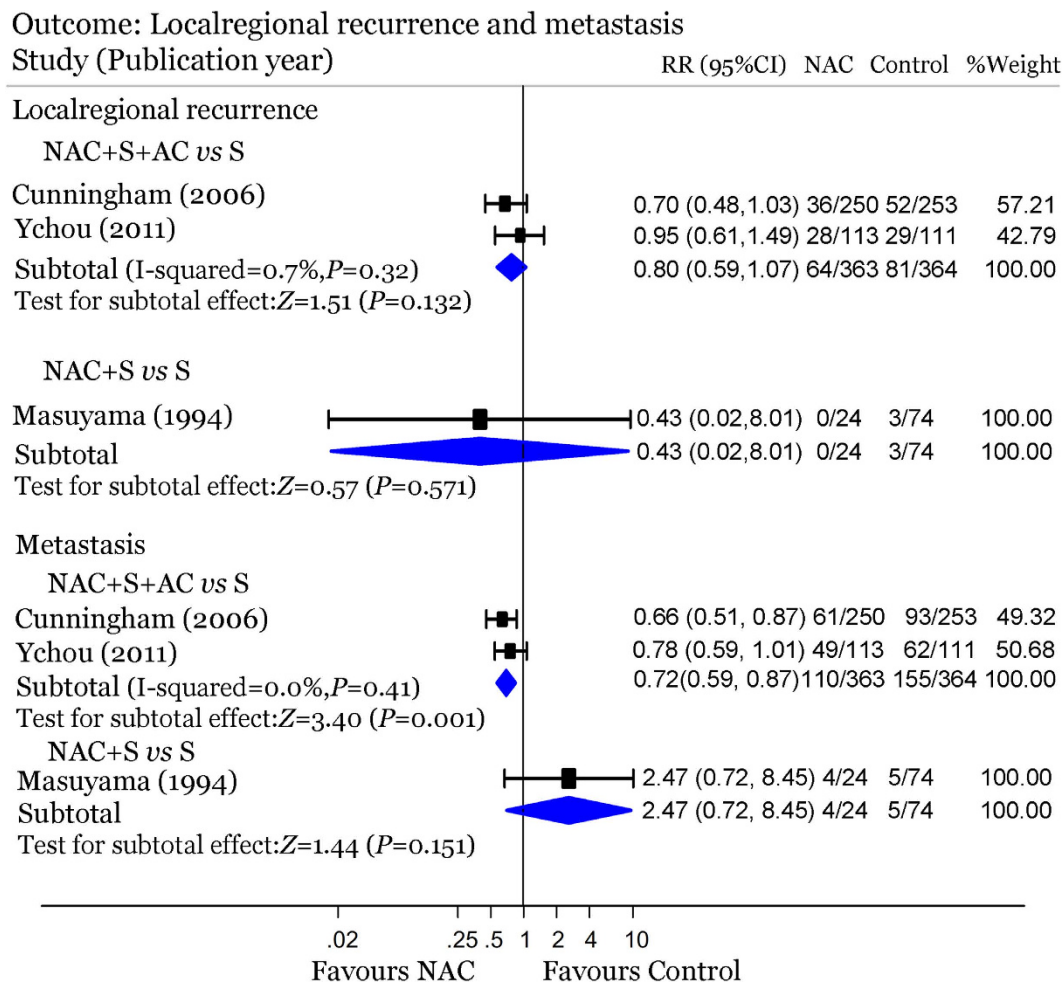 Outcome: Localregional recurrence and metastasis
Study (Publication year) RR (95%CI) NAC Control %Weight
Localregional recurrence
NAC+S+AC vs S
Cunningham (2006) 0.70 (0.48,1.03) 36/250 52/253 57.21
Ychou (2011) 0.95 (0.61,1.49) 28/113 29/111 42.79
Subtotal (I-squared=0.7%,P=0.32) 0.80 (0.59,1.07) 64/363 81/364 100.00
Test for subtotal effect:Z=1.51 (P=0.132)
NAC+S vs S
Masuyama (1994) 0.43 (0.02,8.01) 0/24 3/74 100.00
Subtotal 0.43 (0.02,8.01) 0/24 3/74 100.00
Test for subtotal effect:Z=0.57 (P=0.571)
Metastasis
NAC+S+AC vs S
Cunningham (2006) 0.66 (0.51, 0.87) 61/250 93/253 49.32
Ychou (2011) 0.78 (0.59, 1.01) 49/113 62/111 50.68
Subtotal (I-squared=0.0%,P=0.41) 0.72(0.59, 0.87) 110/363 155/364 100.00
Test for subtotal effect:Z=3.40 (P=0.001)
NAC+S vs S
Masuyama (1994) 2.47 (0.72, 8.45) 4/24 5/74 100.00
Subtotal 2.47 (0.72, 8.45) 4/24 5/74 100.00
Test for subtotal effect:Z=1.44 (P=0.151)
.02 .25 .5 1 2 4 10
Favours NAC Favours Control